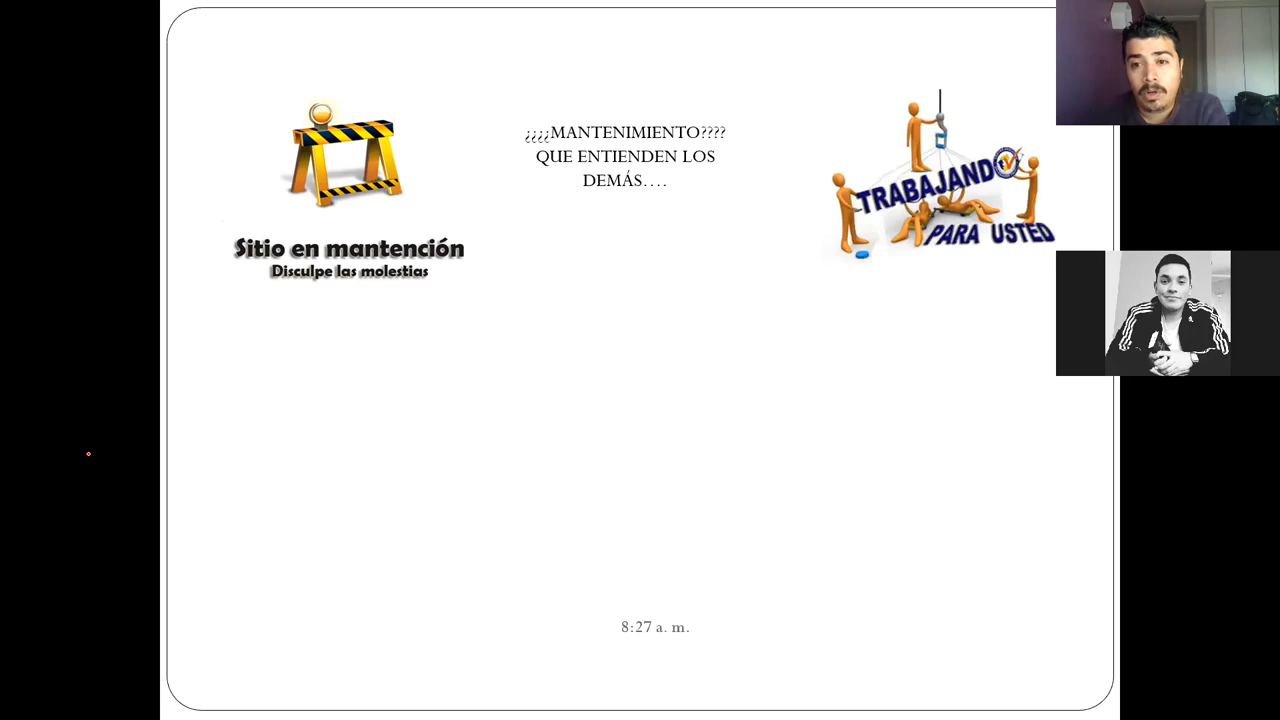 ¿¿¿¿MANTENIMIENTO????
QUE ENTIENDEN LOS
DEMÁS....
Sitio en mantención
Disculpe las molestias
TRABAJANDO
PARA USTED
8:27 a. m.